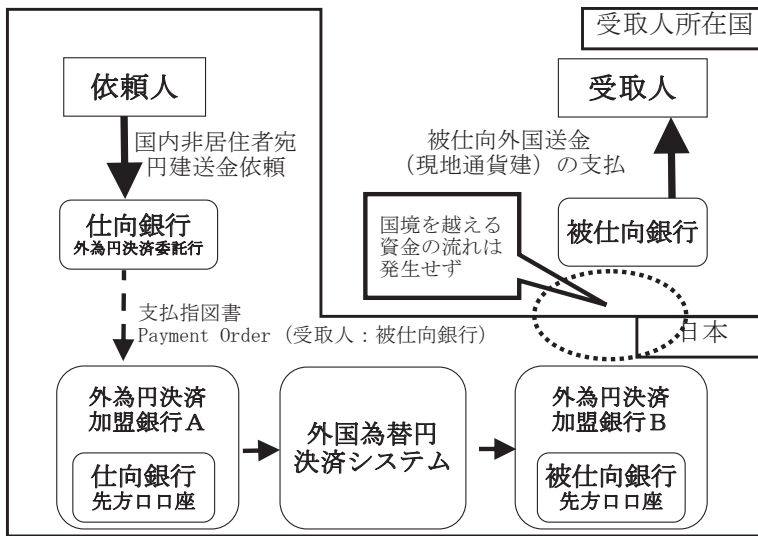 受取人所在国
依頼人
国内非居住者宛
円建送金依頼
仕向銀行
外為円決済委託行
支払指図書
Payment Order（受取人：被仕向銀行）
受取人
被仕向外国送金
（現地通貨建）の支払
被仕向銀行
国境を越える
資金の流れは
発生せず
日本
外為円決済
加盟銀行A
仕向銀行
先方口口座
外国為替円
決済システム
外為円決済
加盟銀行B
被仕向銀行
先方口口座